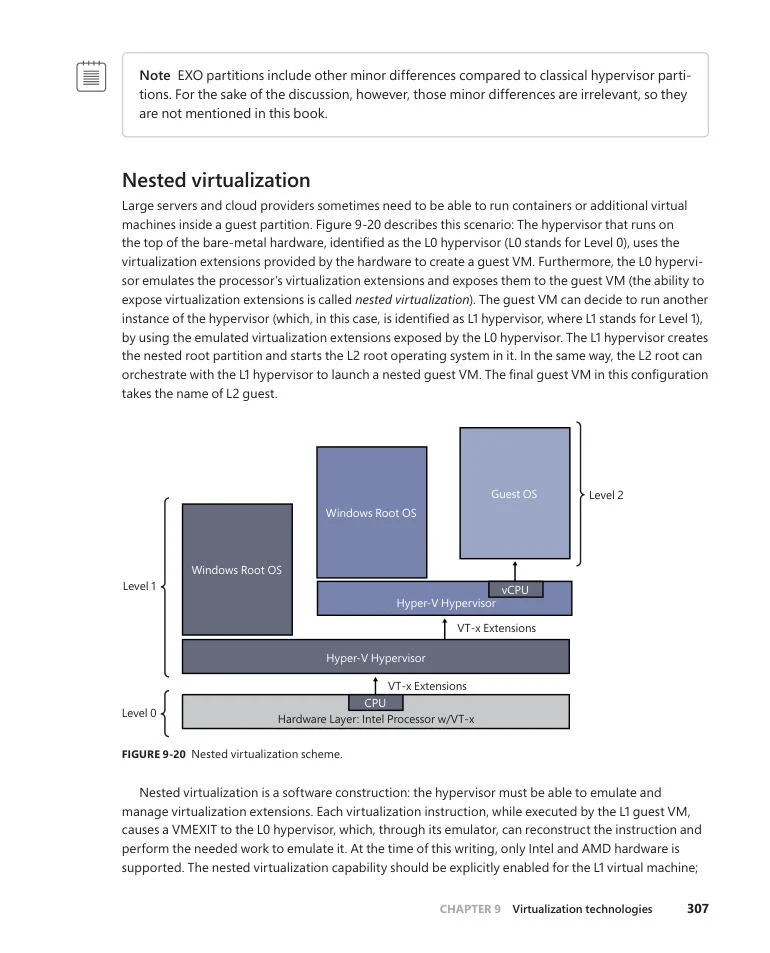 Note EXO partitions include other minor differences compared to classical hypervisor parti-
tions. For the sake of the discussion, however, those minor differences are irrelevant, so they
are not mentioned in this book.
Nested virtualization
Large servers and cloud providers sometimes need to be able to run containers or additional virtual
machines inside a guest partition. Figure 9-20 describes this scenario: The hypervisor that runs on
the top of the bare-metal hardware, identified as the L0 hypervisor (L0 stands for Level 0), uses the
virtualization extensions provided by the hardware to create a guest VM. Furthermore, the L0 hypervi-
sor emulates the processor's virtualization extensions and exposes them to the guest VM (the ability to
expose virtualization extensions is called nested virtualization). The guest VM can decide to run another
instance of the hypervisor (which, in this case, is identified as L1 hypervisor, where L1 stands for Level 1),
by using the emulated virtualization extensions exposed by the L0 hypervisor. The L1 hypervisor creates
the nested root partition and starts the L2 root operating system in it. In the same way, the L2 root can
orchestrate with the L1 hypervisor to launch a nested guest VM. The final guest VM in this configuration
takes the name of L2 guest.
Guest OS
Level 2
Windows Root OS
Windows Root OS
Level 1
vCPU
Hyper-V Hypervisor
VT-x Extensions
Hyper-V Hypervisor
VT-x Extensions
CPU
Level 0
Hardware Layer: Intel Processor w/VT-x
FIGURE 9-20 Nested virtualization scheme.
Nested virtualization is a software construction: the hypervisor must be able to emulate and
manage virtualization extensions. Each virtualization instruction, while executed by the L1 guest VM,
causes a VMEXIT to the L0 hypervisor, which, through its emulator, can reconstruct the instruction and
perform the needed work to emulate it. At the time of this writing, only Intel and AMD hardware is
supported. The nested virtualization capability should be explicitly enabled for the L1 virtual machine;
CHAPTER 9 Virtualization technologies 307